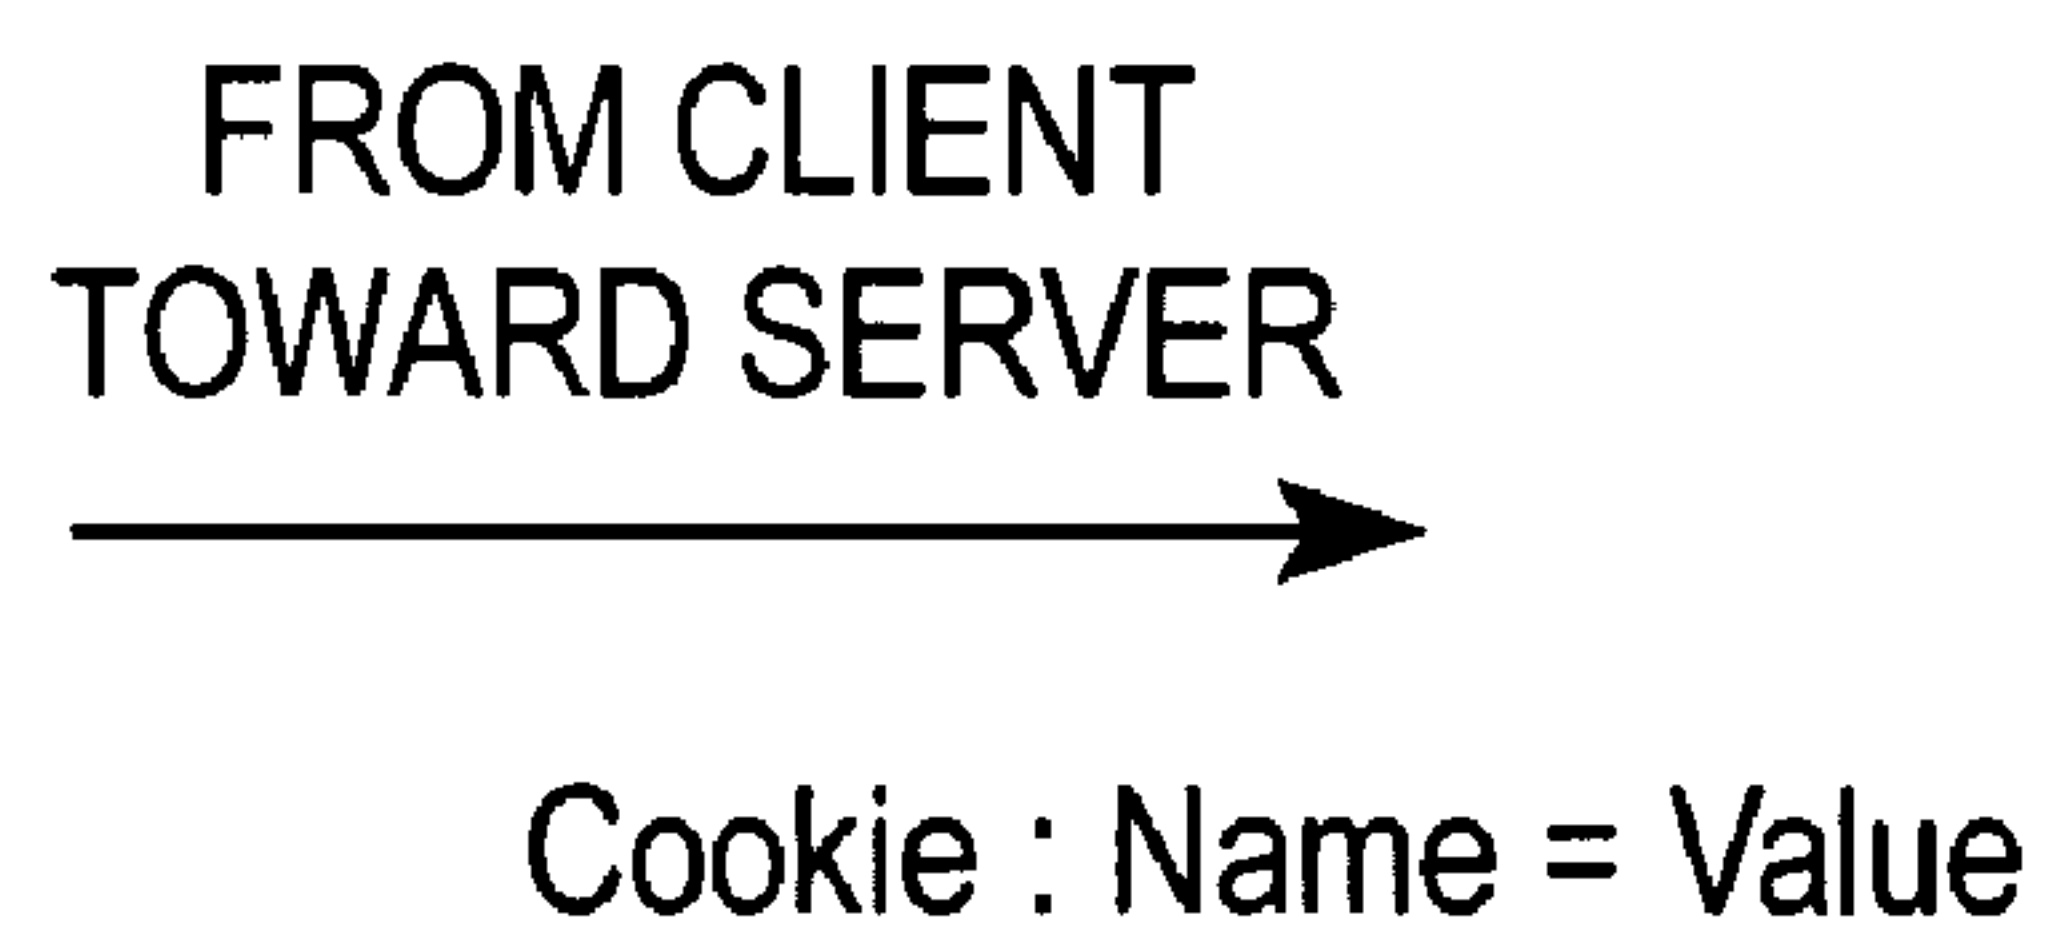 FROM CLIENT
TOWARD SERVER
Cookie : Name = Value